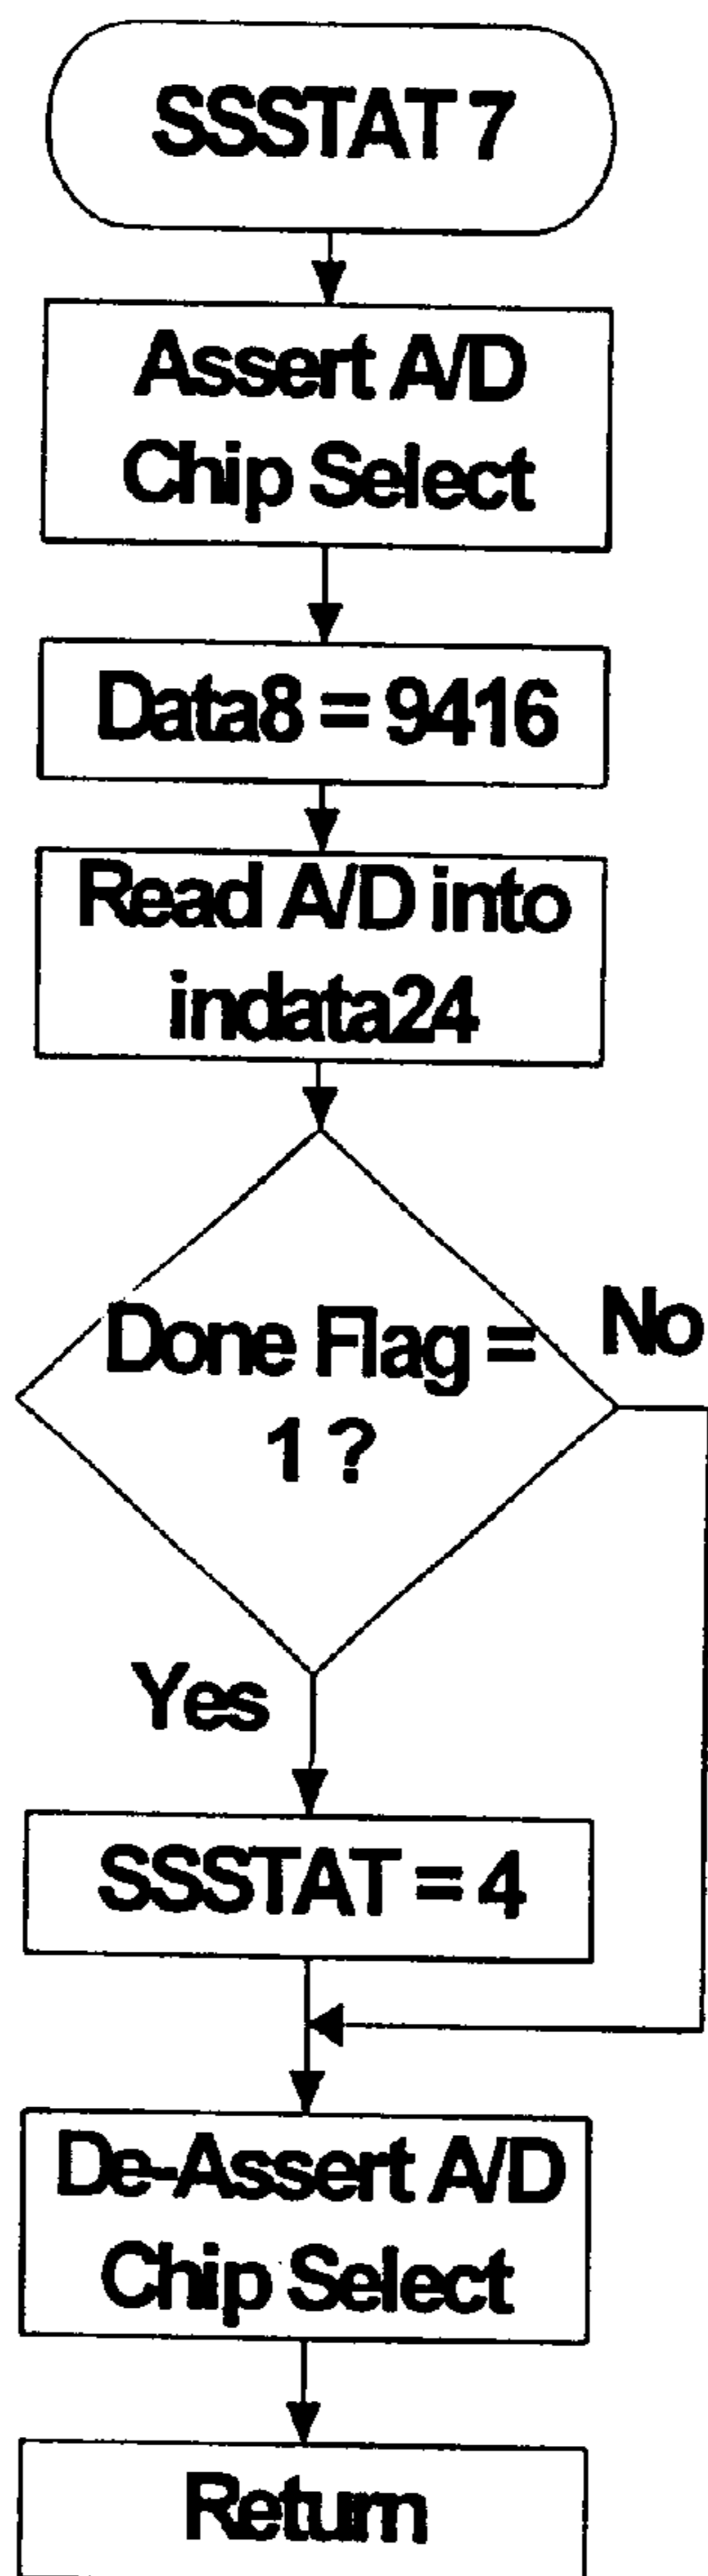 SSSTAT 7
Assert A/D
Chip Select
Data8 = 9416
Read A/D into
indata24
Done Flag =
1 ?
No
Yes
SSSTAT = 4
De-Assert A/D
Chip Select
Return